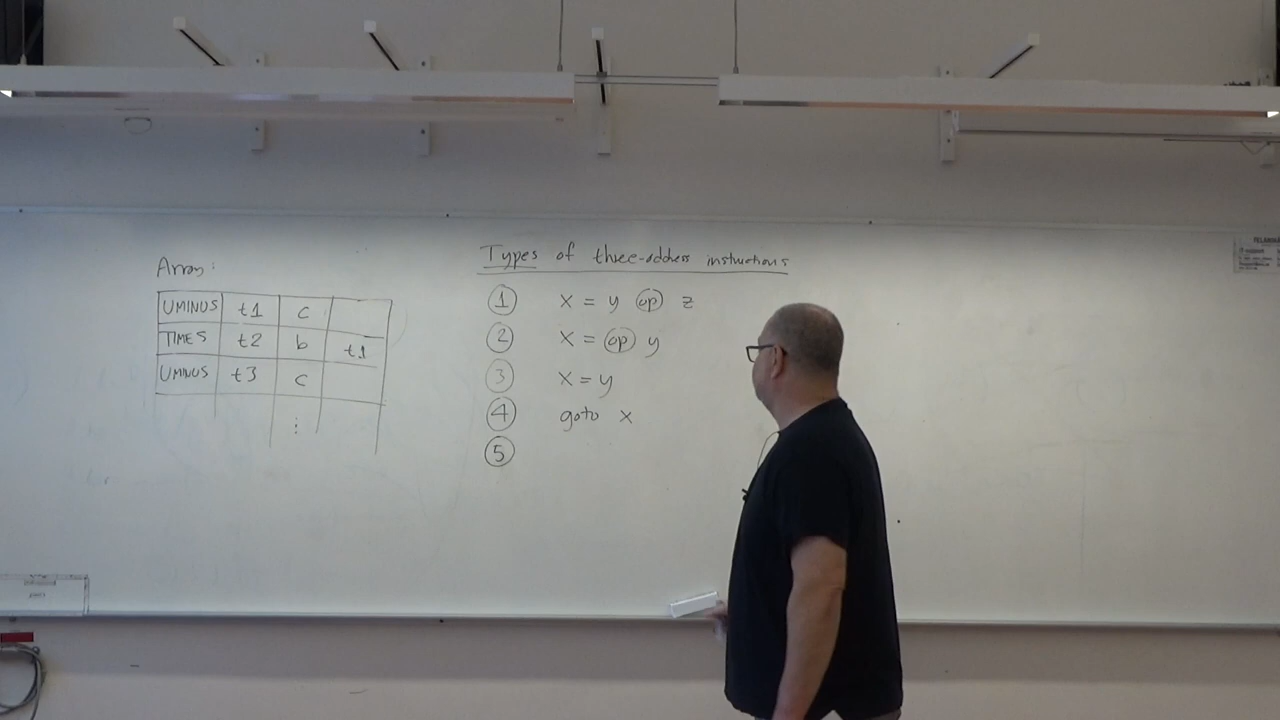 Array:
UMINUS t1 c
TIMES t2 b t1
UMINUS t3 c
⋮
Types of three-address instructions
① x = y op z
② x = op y
③ x = y
④ goto x
⑤